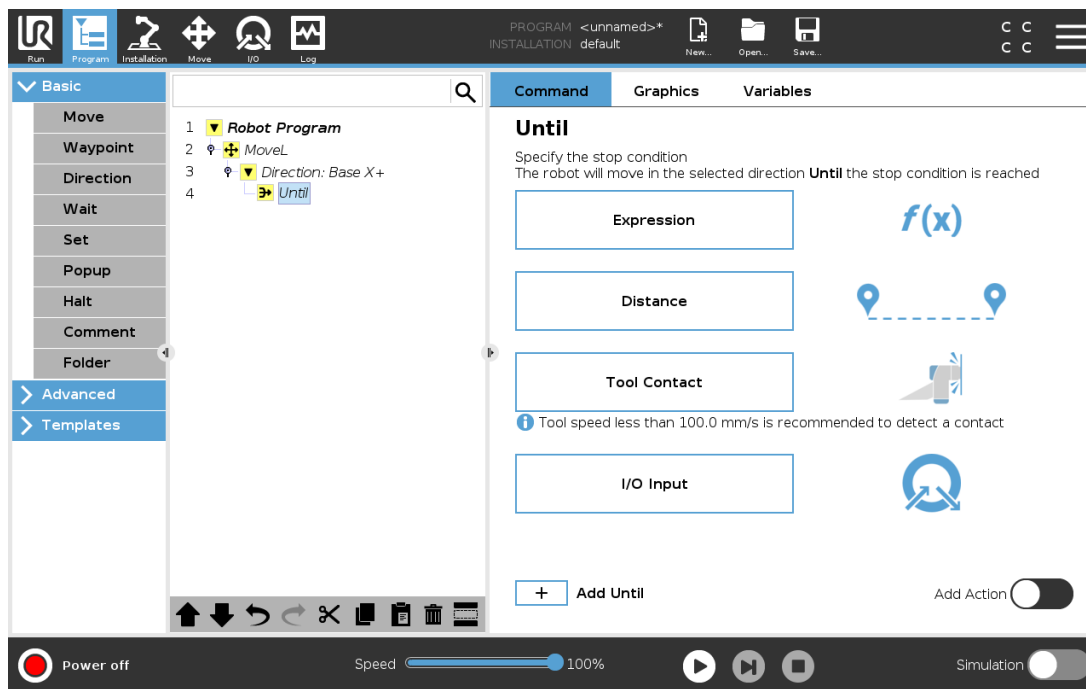 PROGRAM <unnamed>*
INSTALLATION default
UR
Run
Program
Installation
Move
I/O
Log
New...
Open...
Save...
C C
C C
Basic
Move
Waypoint
Direction
Wait
Set
Popup
Halt
Comment
Folder
Advanced
Templates
1 Robot Program
2 MoveL
3 Direction: Base X+
4 Until
Command Graphics Variables
Until
Specify the stop condition
The robot will move in the selected direction Until the stop condition is reached
Expression
f(x)
Distance
Tool Contact
Tool speed less than 100.0 mm/s is recommended to detect a contact
I/O Input
+ Add Until
Add Action
Power off
Speed 100%
Simulation